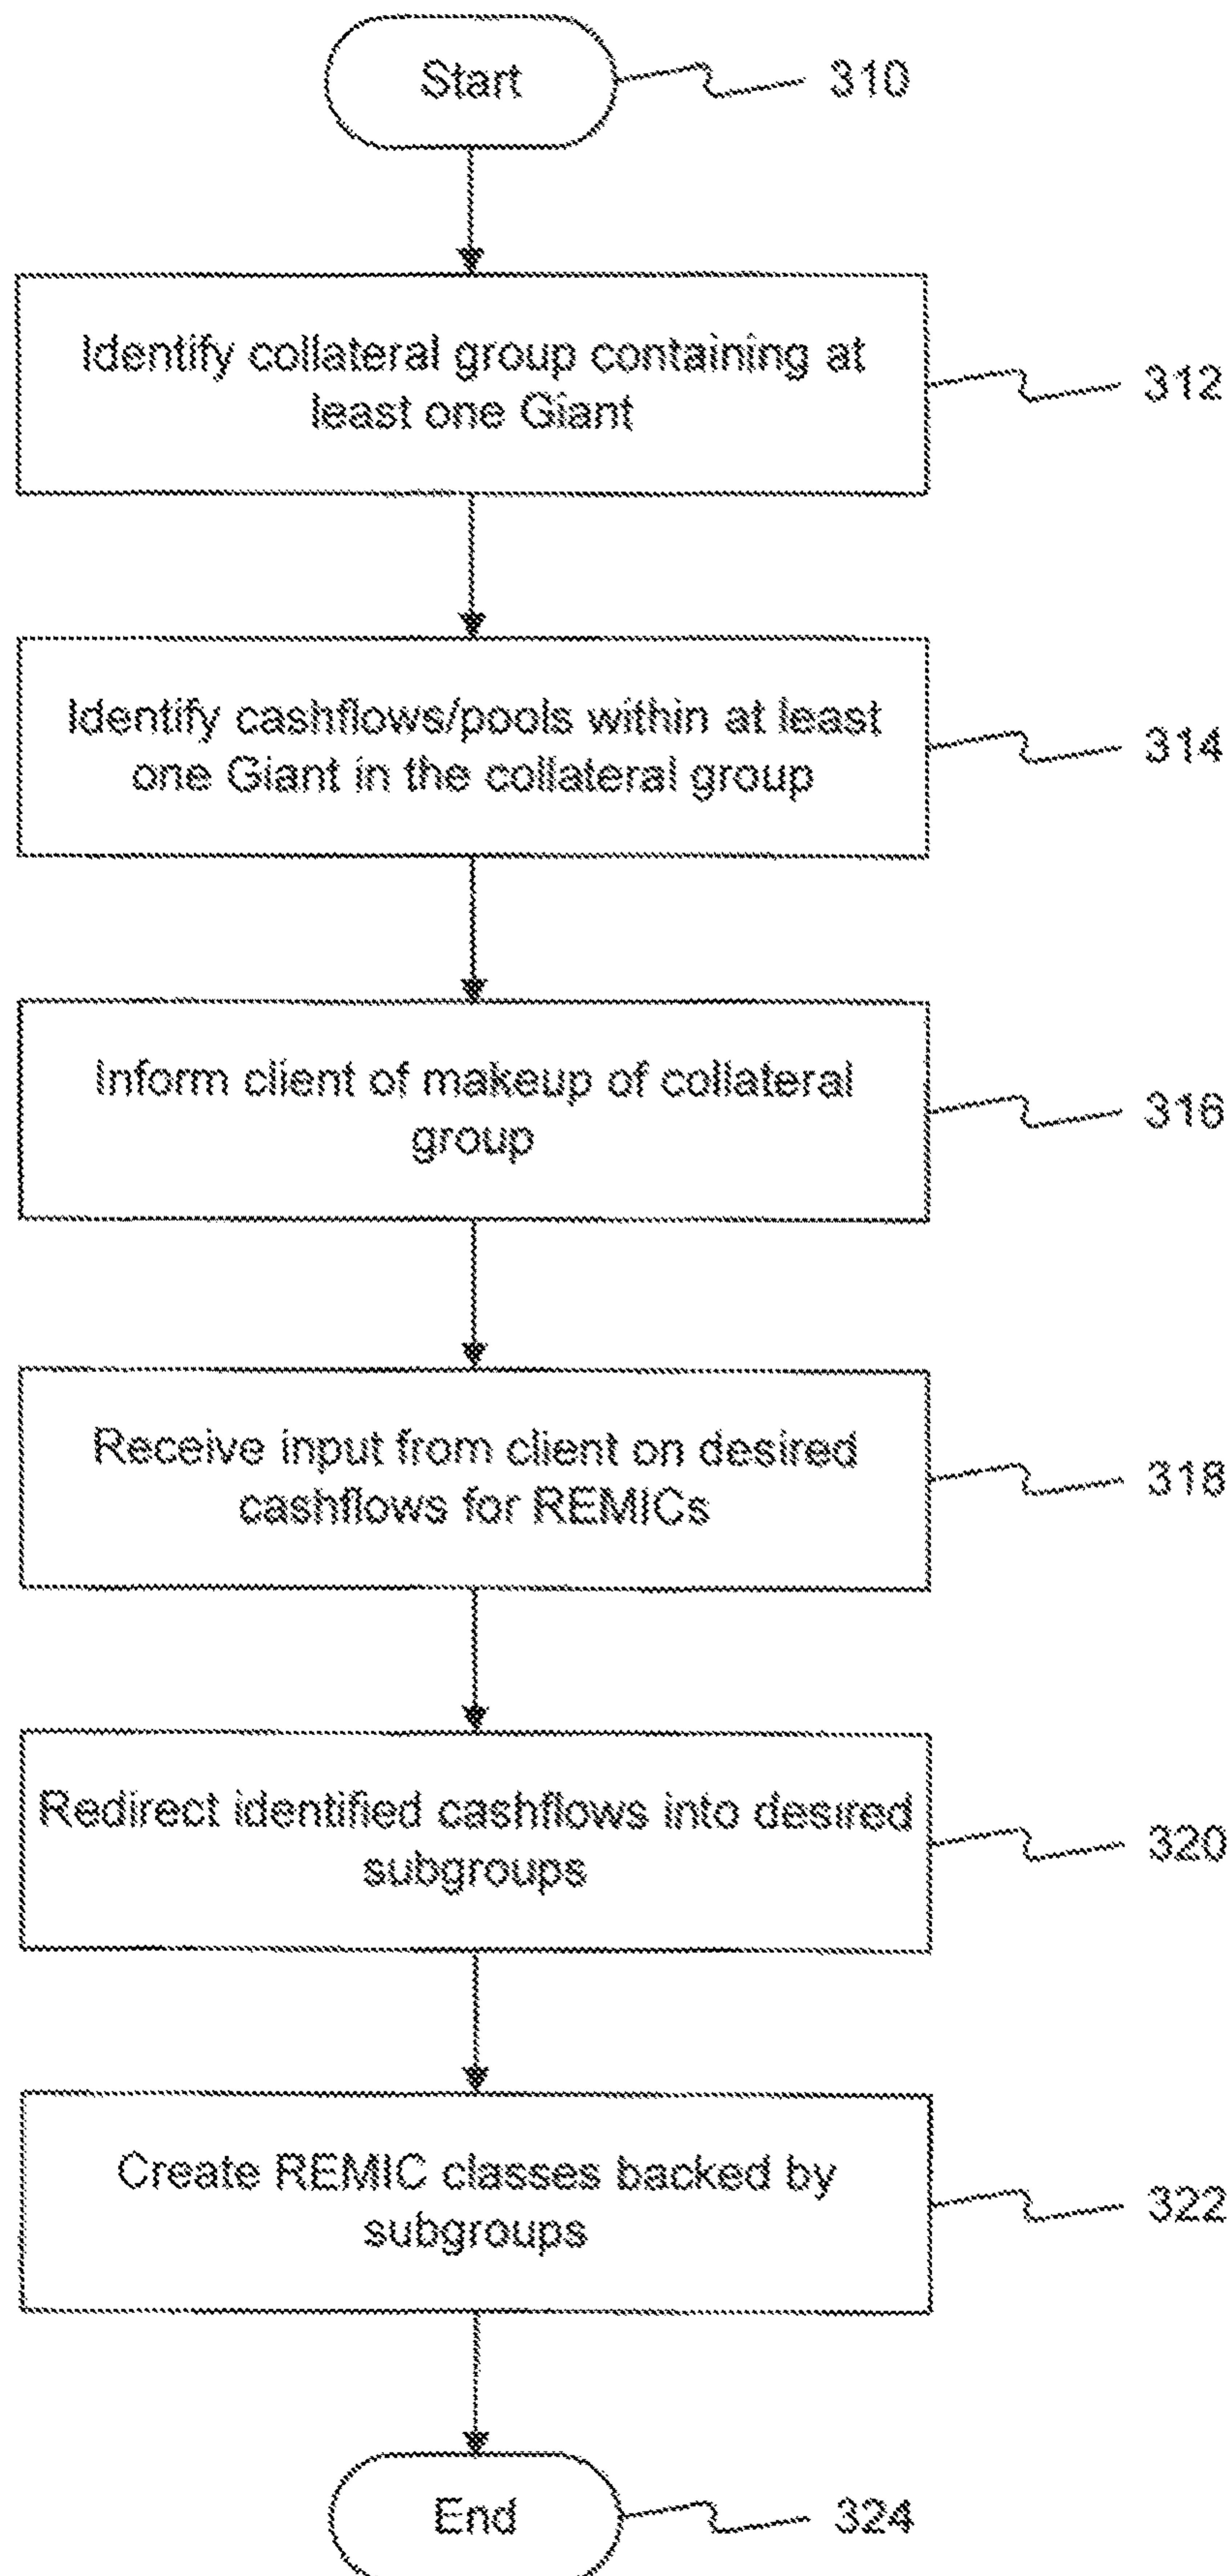 Start
310
Identify collateral group containing at
least one Giant
312
Identify cashflows/pools within at least
one Giant in the collateral group
314
Inform client of makeup of collateral
group
316
Receive input from client on desired
cashflows for REMICs
318
Redirect identified cashflows into desired
subgroups
320
Create REMIC classes backed by
subgroups
322
End
324